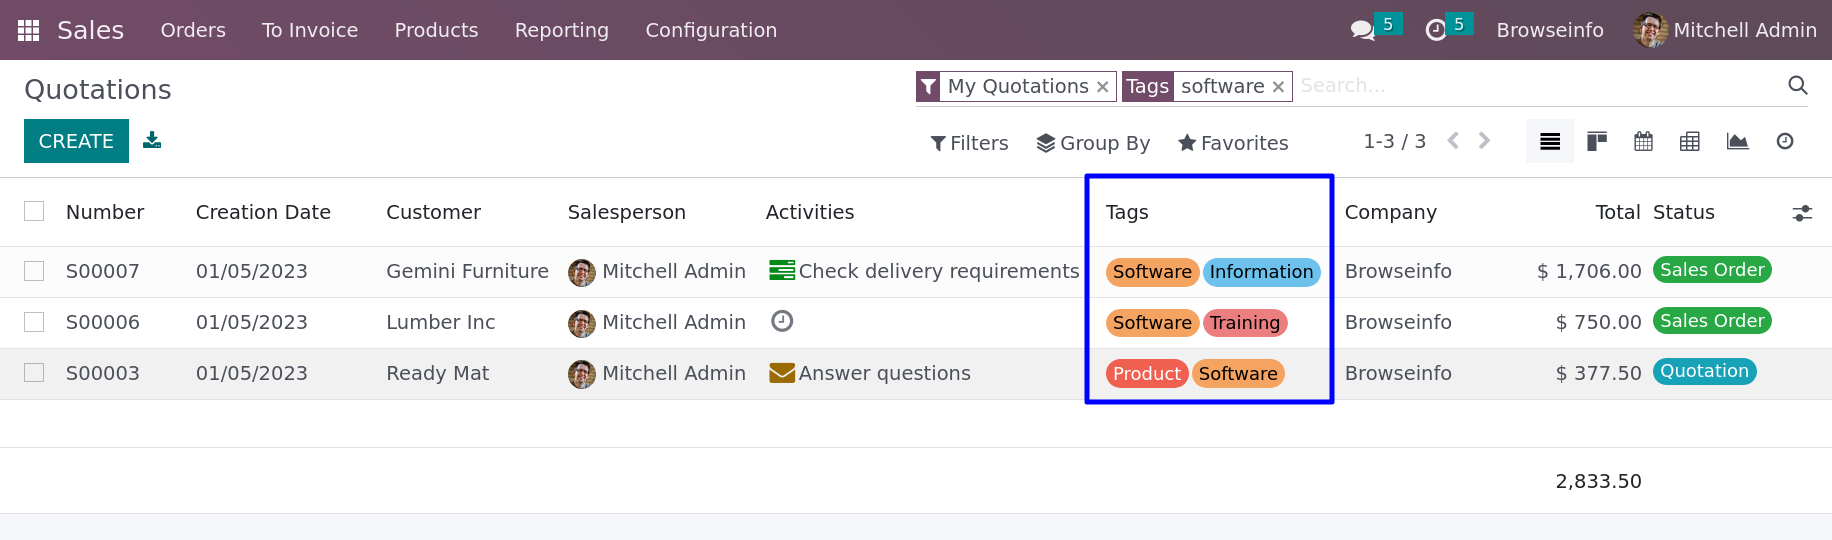 Sales Orders To Invoice Products Reporting Configuration 5 5 Browseinfo Mitchell Admin
Quotations My Quotations × Tags software × Search...
CREATE Filters Group By Favorites 1-3 / 3
Number Creation Date Customer Salesperson Activities Tags Company Total Status
S00007 01/05/2023 Gemini Furniture Mitchell Admin Check delivery requirements Software Information Browseinfo $ 1,706.00 Sales Order
S00006 01/05/2023 Lumber Inc Mitchell Admin Software Training Browseinfo $ 750.00 Sales Order
S00003 01/05/2023 Ready Mat Mitchell Admin Answer questions Product Software Browseinfo $ 377.50 Quotation
2,833.50